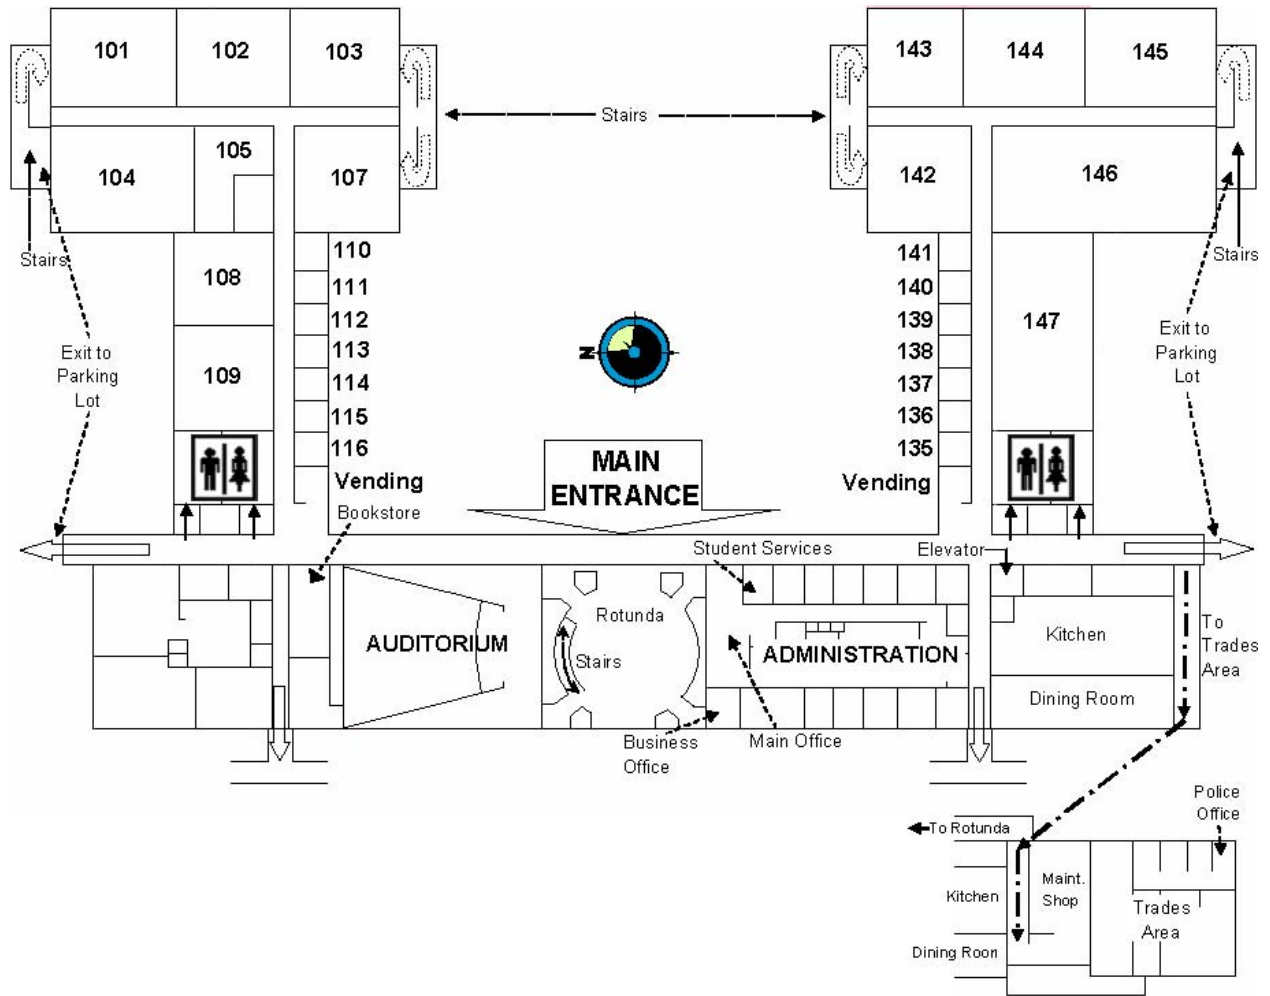 101
102
103
143
144
145
Stairs
104
105
107
142
146
Stairs
Stairs
108
110
111
112
113
114
115
116
109
141
140
139
138
137
136
135
147
N
Exit to
Parking
Lot
Exit to
Parking
Lot
MAIN
ENTRANCE
Vending
Vending
Bookstore
Student Services
Elevator
AUDITORIUM
Rotunda
Stairs
ADMINISTRATION
Kitchen
Dining Room
To
Trades
Area
Business
Office
Main Office
Police
Office
To Rotunda
Kitchen
Maint.
Shop
Trades
Area
Dining Roon